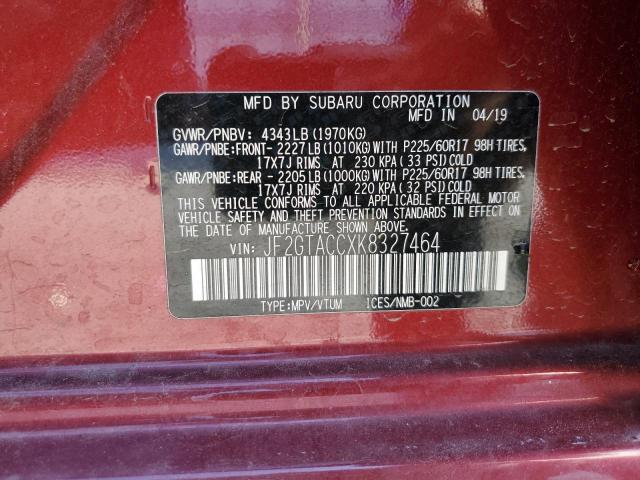 MFD BY SUBARU CORPORATION
MFD IN 04/19
GVWR/PNBV: 4343LB (1970KG)
GAWR/PNBE:FRONT- 2227LB (1010KG) WITH P225/60R17 98H TIRES,
17X7J RIMS AT 230 KPA (33 PSI) COLD
GAWR/PNBE:REAR - 2205LB (1000KG) WITH P225/60R17 98H TIRES,
17X7J RIMS AT 220 KPA (32 PSI) COLD
THIS VEHICLE CONFORMS TO ALL APPLICABLE FEDERAL MOTOR
VEHICLE SAFETY AND THEFT PREVENTION STANDARDS IN EFFECT ON
THE DATE OF MANUFACTURE SHOWN ABOVE.
VIN: JF2GTACCXK8327464
TYPE:MPV/VTUM ICES/NMB-002